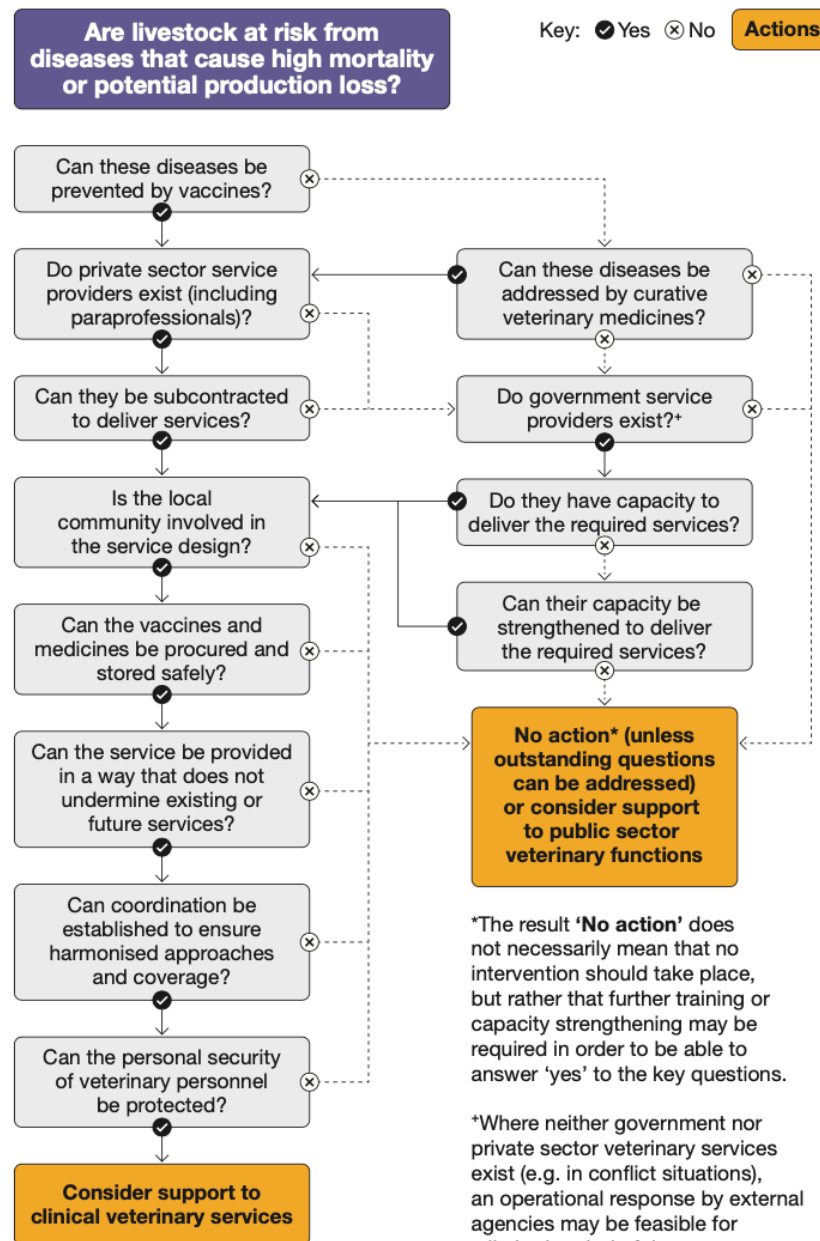 Are livestock at risk from
diseases that cause high mortality
or potential production loss?
Key: Yes No Actions
Can these diseases be
prevented by vaccines?
Do private sector service
providers exist (including
paraprofessionals)?
Can these diseases be
addressed by curative
veterinary medicines?
Can they be subcontracted
to deliver services?
Do government service
providers exist?⁺
Is the local
community involved in
the service design?
Do they have capacity to
deliver the required services?
Can the vaccines and
medicines be procured and
stored safely?
Can their capacity be
strengthened to deliver
the required services?
Can the service be provided
in a way that does not
undermine existing or
future services?
No action* (unless
outstanding questions
can be addressed)
or consider support
to public sector
veterinary functions
Can coordination be
established to ensure
harmonised approaches
and coverage?
Can the personal security
of veterinary personnel
be protected?
Consider support to
clinical veterinary services
*The result ‘No action’ does
not necessarily mean that no
intervention should take place,
but rather that further training or
capacity strengthening may be
required in order to be able to
answer ‘yes’ to the key questions.
⁺Where neither government nor
private sector veterinary services
exist (e.g. in conflict situations),
an operational response by external
agencies may be feasible for